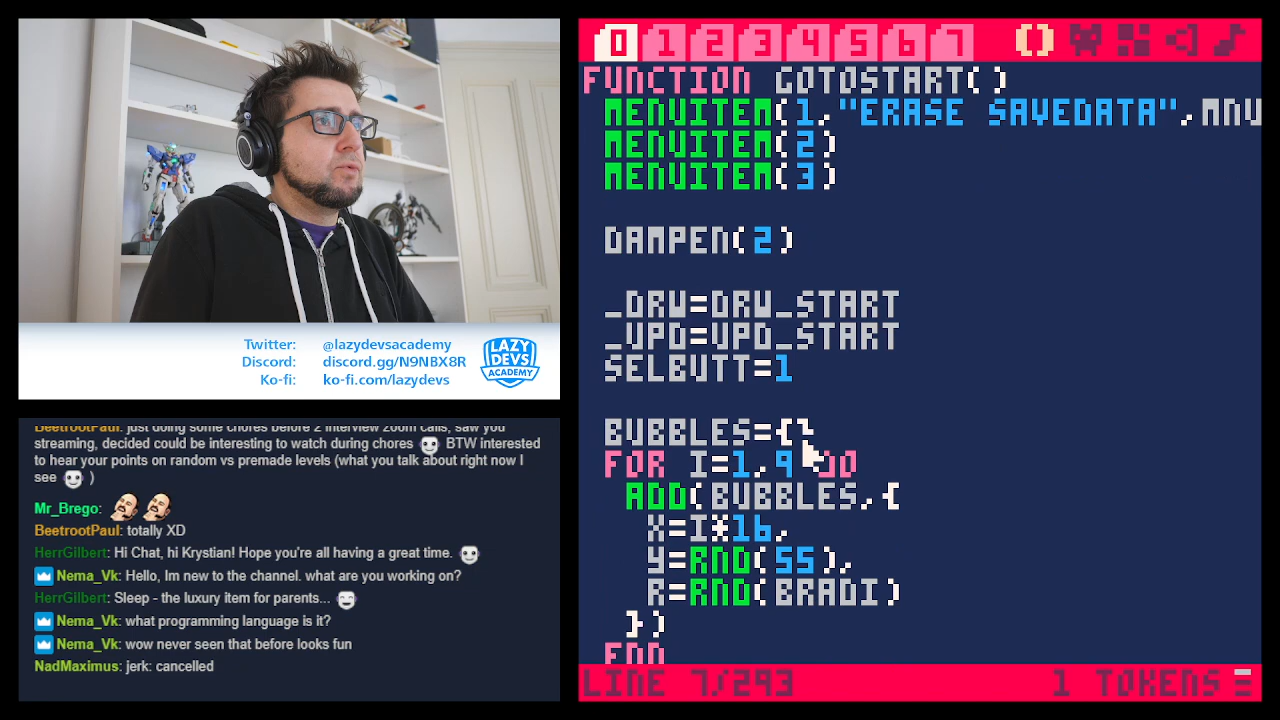 Twitter: @lazydevsacademy
Discord: discord.gg/N9NBX8R
Ko-fi: ko-fi.com/lazydevs
LAZY
DEVS
ACADEMY
BeetrootPaul: just doing some chores before 2 interview zoom calls, saw you
streaming, decided could be interesting to watch during chores BTW interested
to hear your points on random vs premade levels (what you talk about right now I
see )
Mr_Brego:
BeetrootPaul: totally XD
HerrGilbert: Hi Chat, hi Krystian! Hope you're all having a great time.
Nema_Vk: Hello, Im new to the channel. what are you working on?
HerrGilbert: Sleep - the luxury item for parents...
Nema_Vk: what programming language is it?
Nema_Vk: wow never seen that before looks fun
NadMaximus: jerk: cancelled
0 1 2 3 4 5 6 7 ()
FUNCTION GOTOSTART()
MENUITEM(1,"ERASE SAVEDATA",MNU
MENUITEM(2)
MENUITEM(3)
DAMPEN(2)
_DRW=DRW_START
_UPD=UPD_START
SELBUTT=1
BUBBLES={}
FOR I=1,9 DO
ADD(BUBBLES,{
X=I*16,
Y=RND(55),
R=RND(BRADI)
})
END
LINE 7/293 1 TOKENS